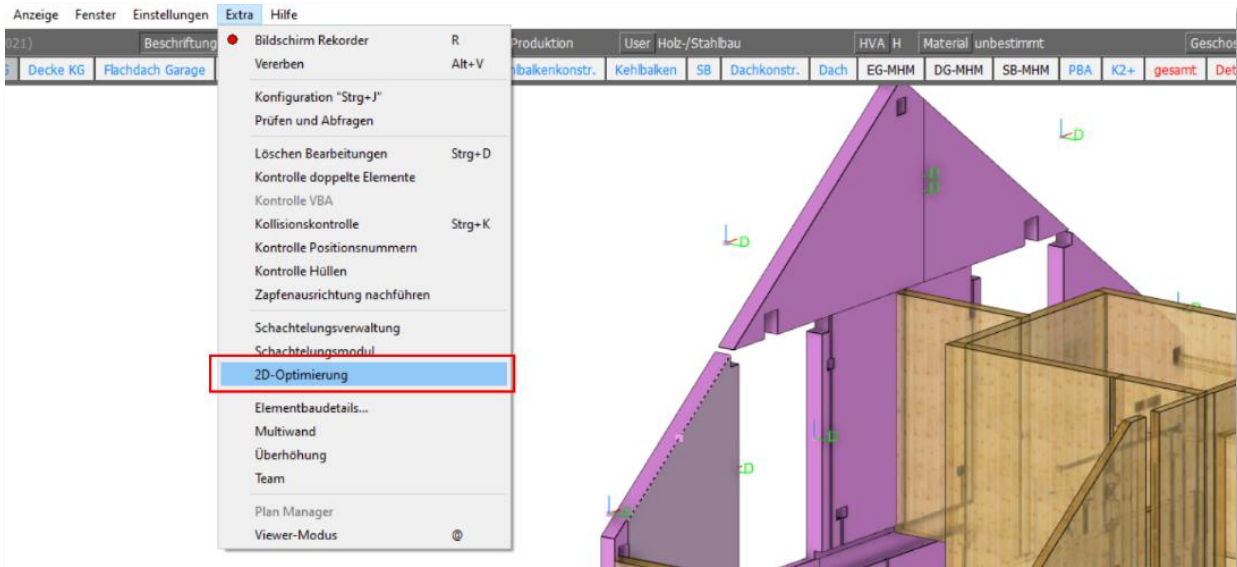 Anzeige Fenster Einstellungen Extra Hilfe
021) Beschriftung Produktion User Holz-/Stahlbau HVA H Material unbestimmt Geschos
Decke KG Flachdach Garage hlbalkenkonstr. Kehlbalken SB Dachkonstr. Dach EG-MHM DG-MHM SB-MHM PBA K2+ gesamt Det
Bildschirm Rekorder R
Vererben Alt+V
Konfiguration "Strg+J"
Prüfen und Abfragen
Löschen Bearbeitungen Strg+D
Kontrolle doppelte Elemente
Kontrolle VBA
Kollisionskontrolle Strg+K
Kontrolle Positionsnummern
Kontrolle Hüllen
Zapfenausrichtung nachführen
Schachtelungsverwaltung
Schachtelungsmodul
2D-Optimierung
Elementbaudetails...
Multiwand
Überhöhung
Team
Plan Manager
Viewer-Modus @
D
D
D
D
D
D
D